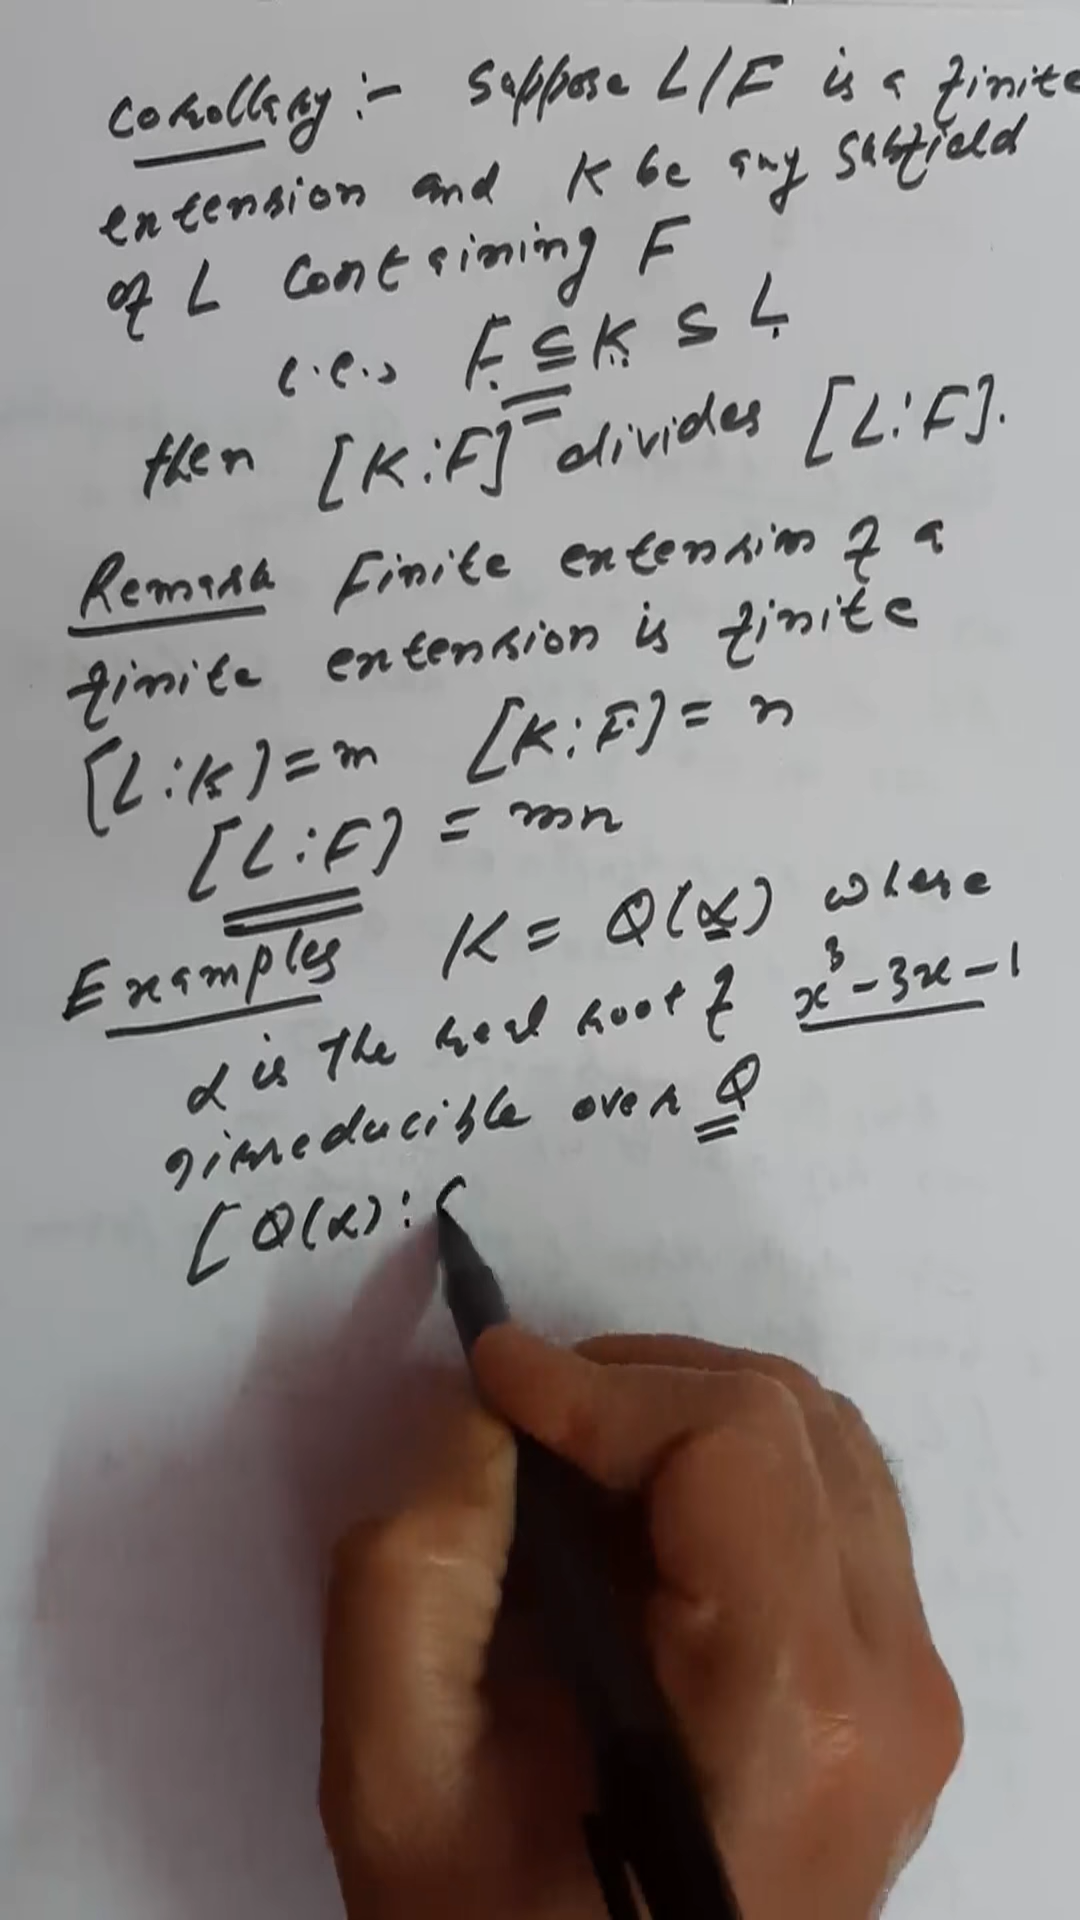 Corollary :- Suppose L/F is a finite
extension and K be any subfield
of L containing F
i.e., F ⊆ K ⊆ L
then [K:F] divides [L:F].
Remark Finite extension of a
finite extension is finite
[L:K] = m [K:F] = n
[L:F] = mn
Examples K = Q(α) where
α is the real root of x³-3x-1
irreducible over Q
[Q(α):